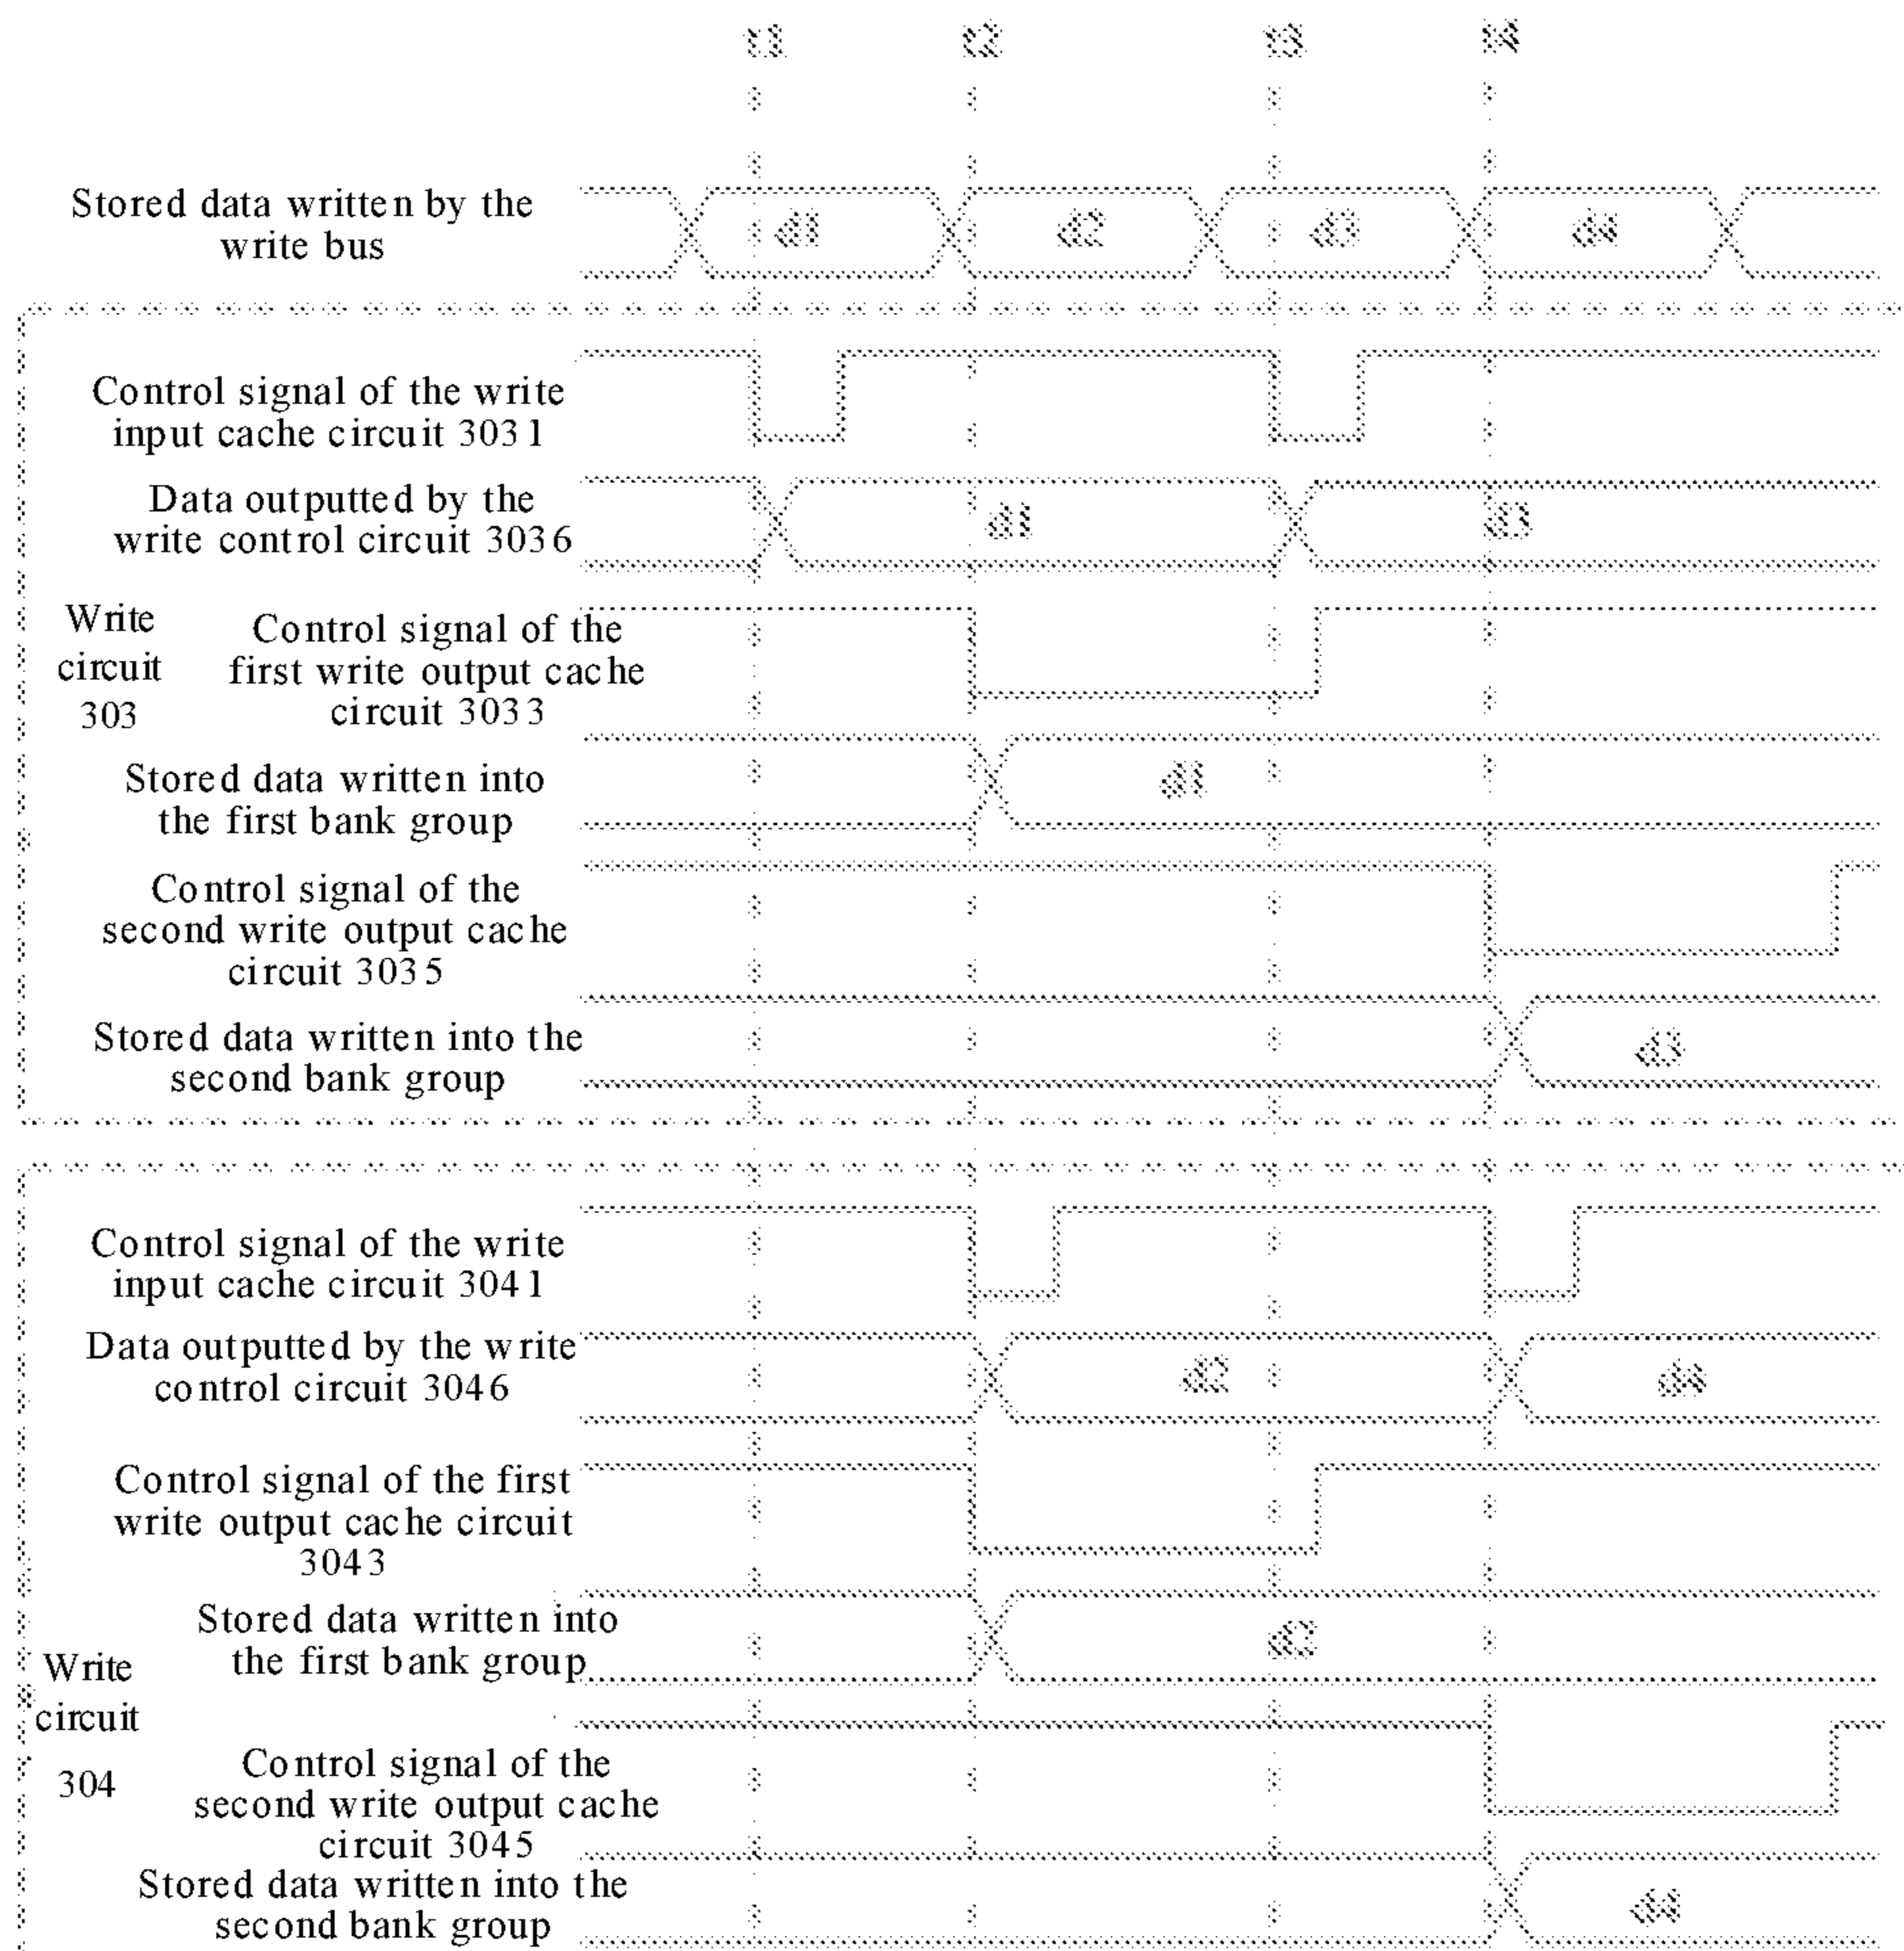 t1 t2 t3 t4
Stored data written by the
write bus
d1 d2 d3 d4
Control signal of the write
input cache circuit 3031
Data outputted by the
write control circuit 3036
d1 d3
Write
circuit
303
Control signal of the
first write output cache
circuit 3033
Stored data written into
the first bank group
d1
Control signal of the
second write output cache
circuit 3035
Stored data written into the
second bank group
d3
Control signal of the write
input cache circuit 3041
Data outputted by the write
control circuit 3046
d2 d4
Control signal of the first
write output cache circuit
3043
Stored data written into
the first bank group
d2
Write
circuit
304
Control signal of the
second write output cache
circuit 3045
Stored data written into the
second bank group
d4